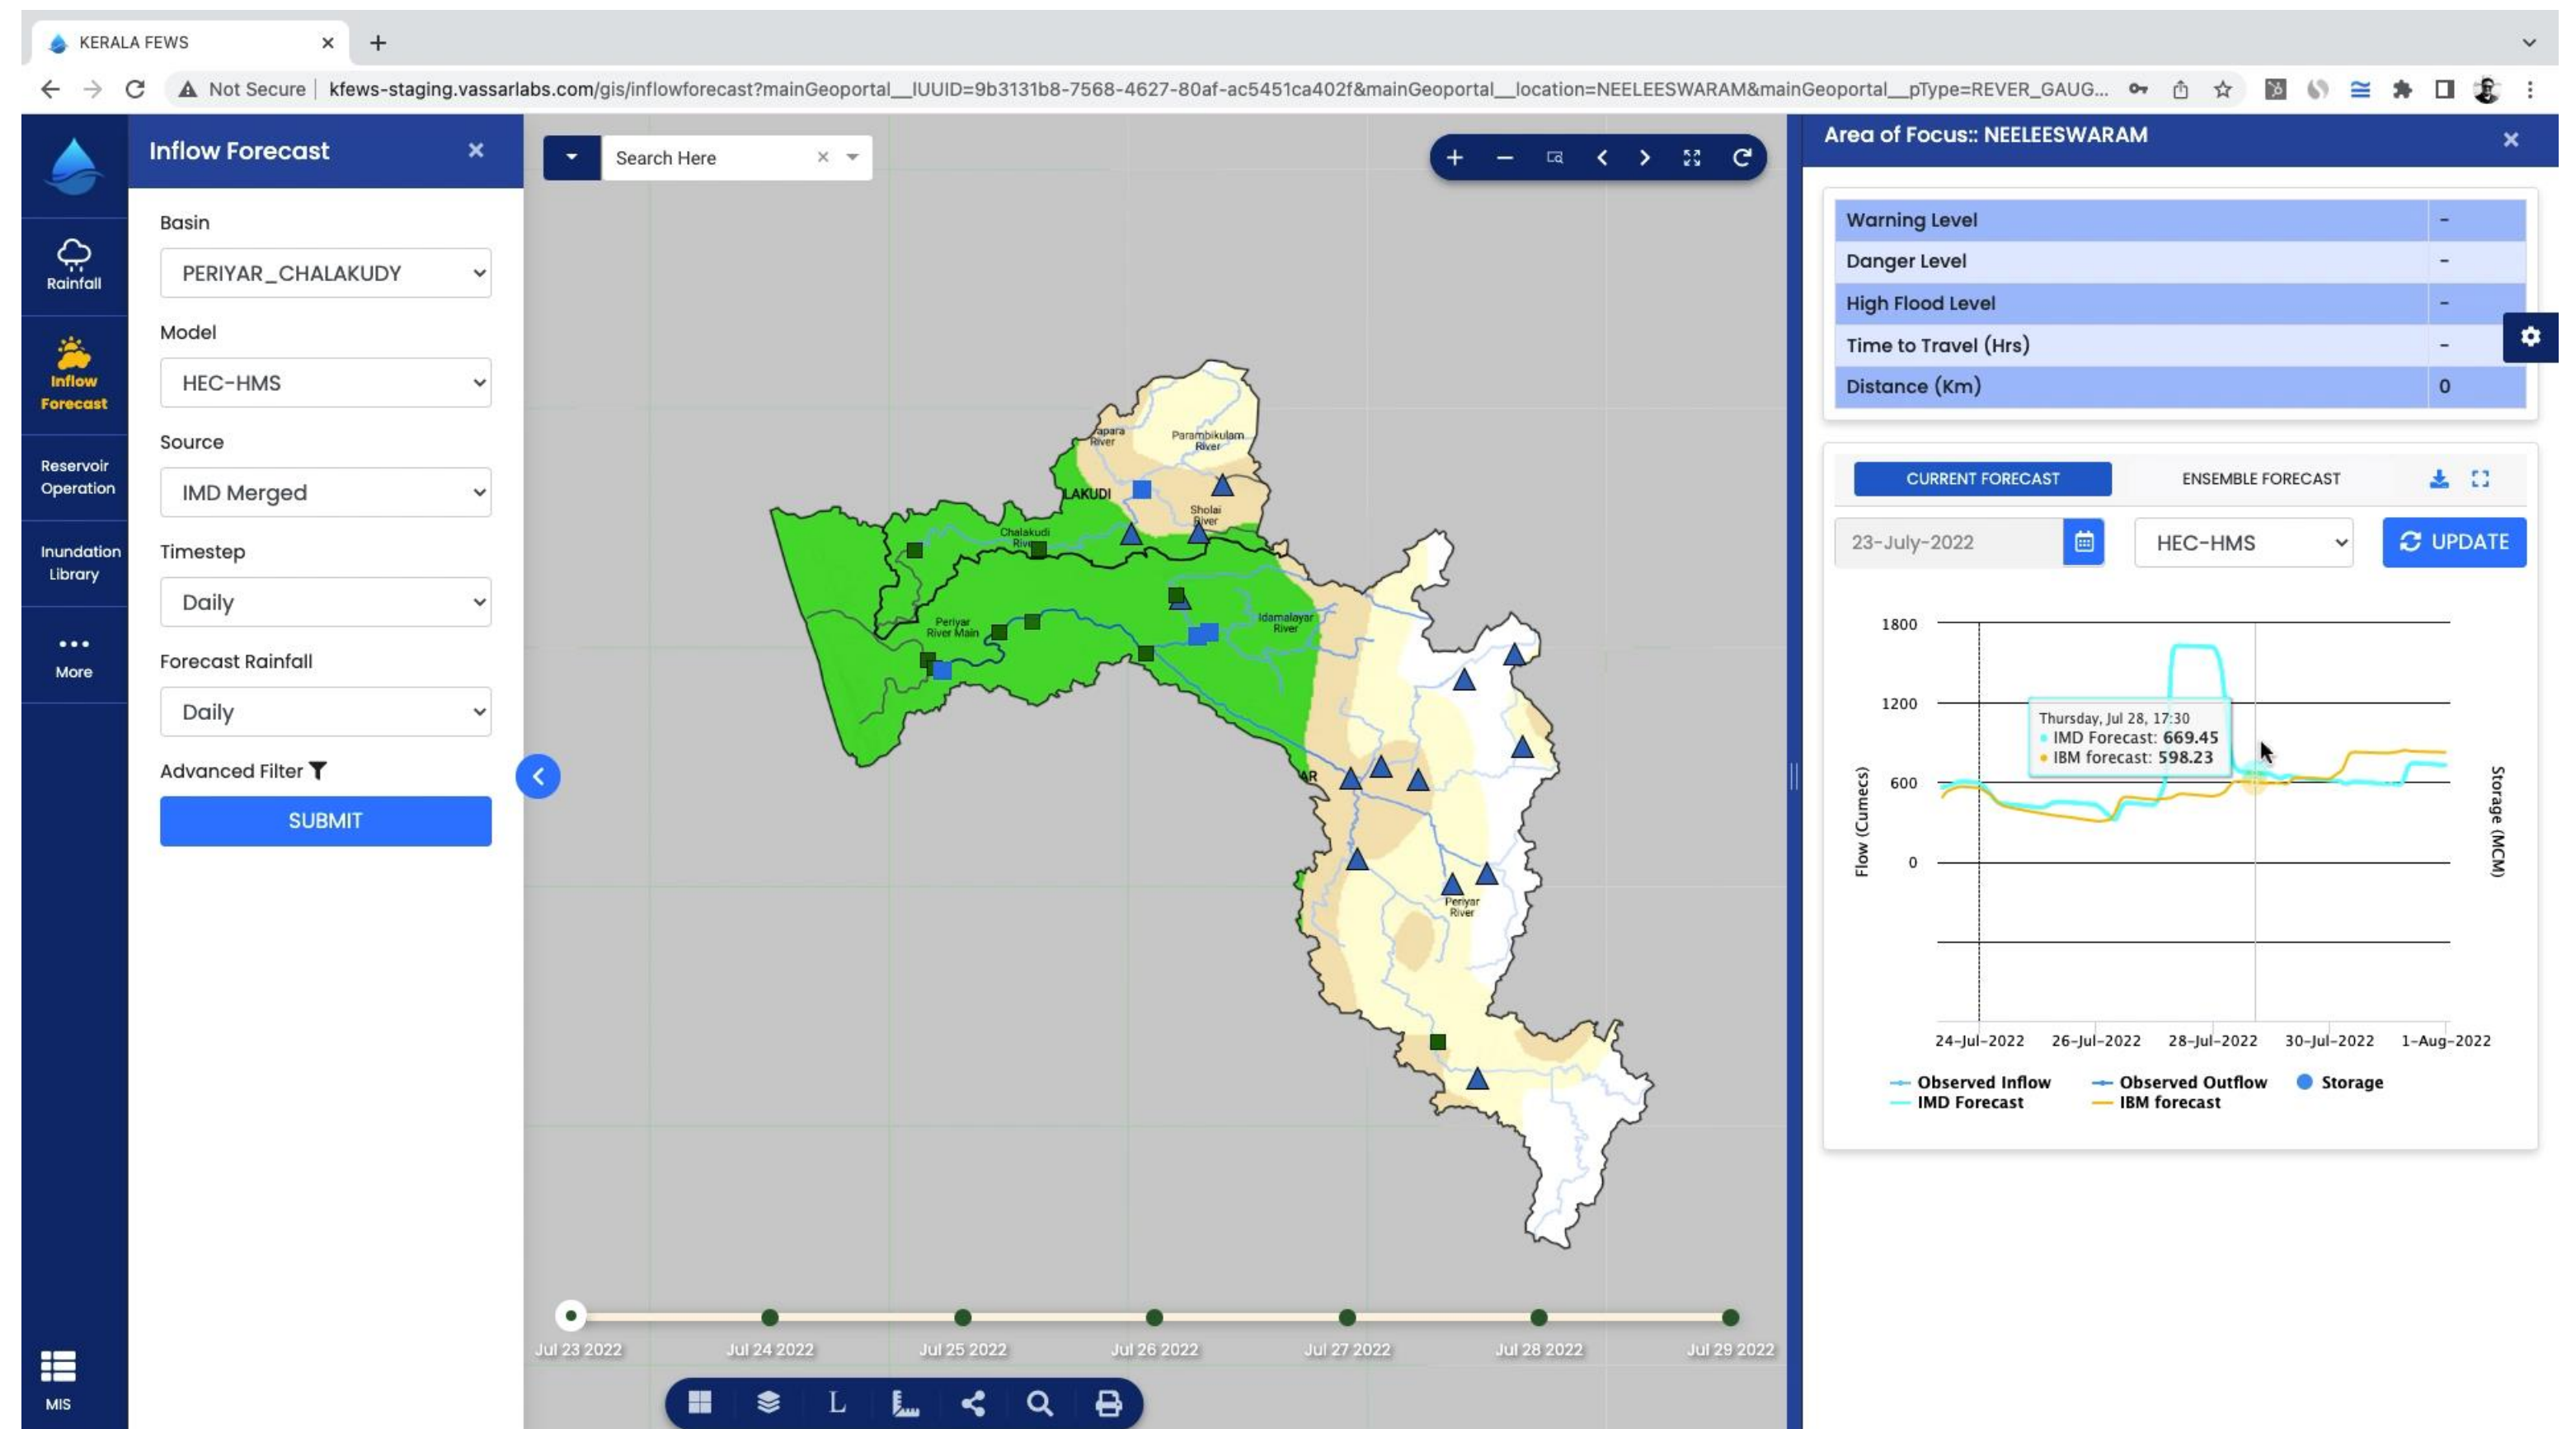 KERALA FEWS
Not Secure
kfews-staging.vassarlabs.com/gis/inflowforecast?mainGeoportal__IUUID=9b3131b8-7568-4627-80af-ac5451ca402f&mainGeoportal__location=NEELEESWARAM&mainGeoportal__pType=REVER_GAUG...
Rainfall
Inflow
Forecast
Reservoir
Operation
Inundation
Library
More
MIS
Inflow Forecast
Basin
PERIYAR_CHALAKUDY
Model
HEC-HMS
Source
IMD Merged
Timestep
Daily
Forecast Rainfall
Daily
Advanced Filter
SUBMIT
Search Here
apara
River
Parambikulam
River
LAKUDI
Sholai
River
Chalakudi
River
Periyar
River Main
Idamalayar
River
AR
Periyar
River
Jul 23 2022
Jul 24 2022
Jul 25 2022
Jul 26 2022
Jul 27 2022
Jul 28 2022
Jul 29 2022
L
Area of Focus:: NEELEESWARAM
Warning Level -
Danger Level -
High Flood Level -
Time to Travel (Hrs) -
Distance (Km) 0
CURRENT FORECAST
ENSEMBLE FORECAST
23-July-2022
HEC-HMS
UPDATE
1800
1200
600
0
Flow (Cumecs)
Storage (MCM)
Thursday, Jul 28, 17:30
IMD Forecast: 669.45
IBM forecast: 598.23
24-Jul-2022
26-Jul-2022
28-Jul-2022
30-Jul-2022
1-Aug-2022
Observed Inflow
Observed Outflow
Storage
IMD Forecast
IBM forecast